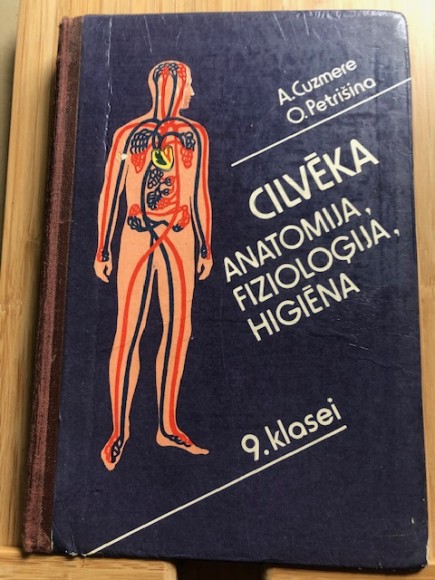 A.Cuzmere
O.Petrišina
CILVĒKA
ANATOMIJA,
FIZIOLOĢIJA,
HIGIĒNA
9.klasei